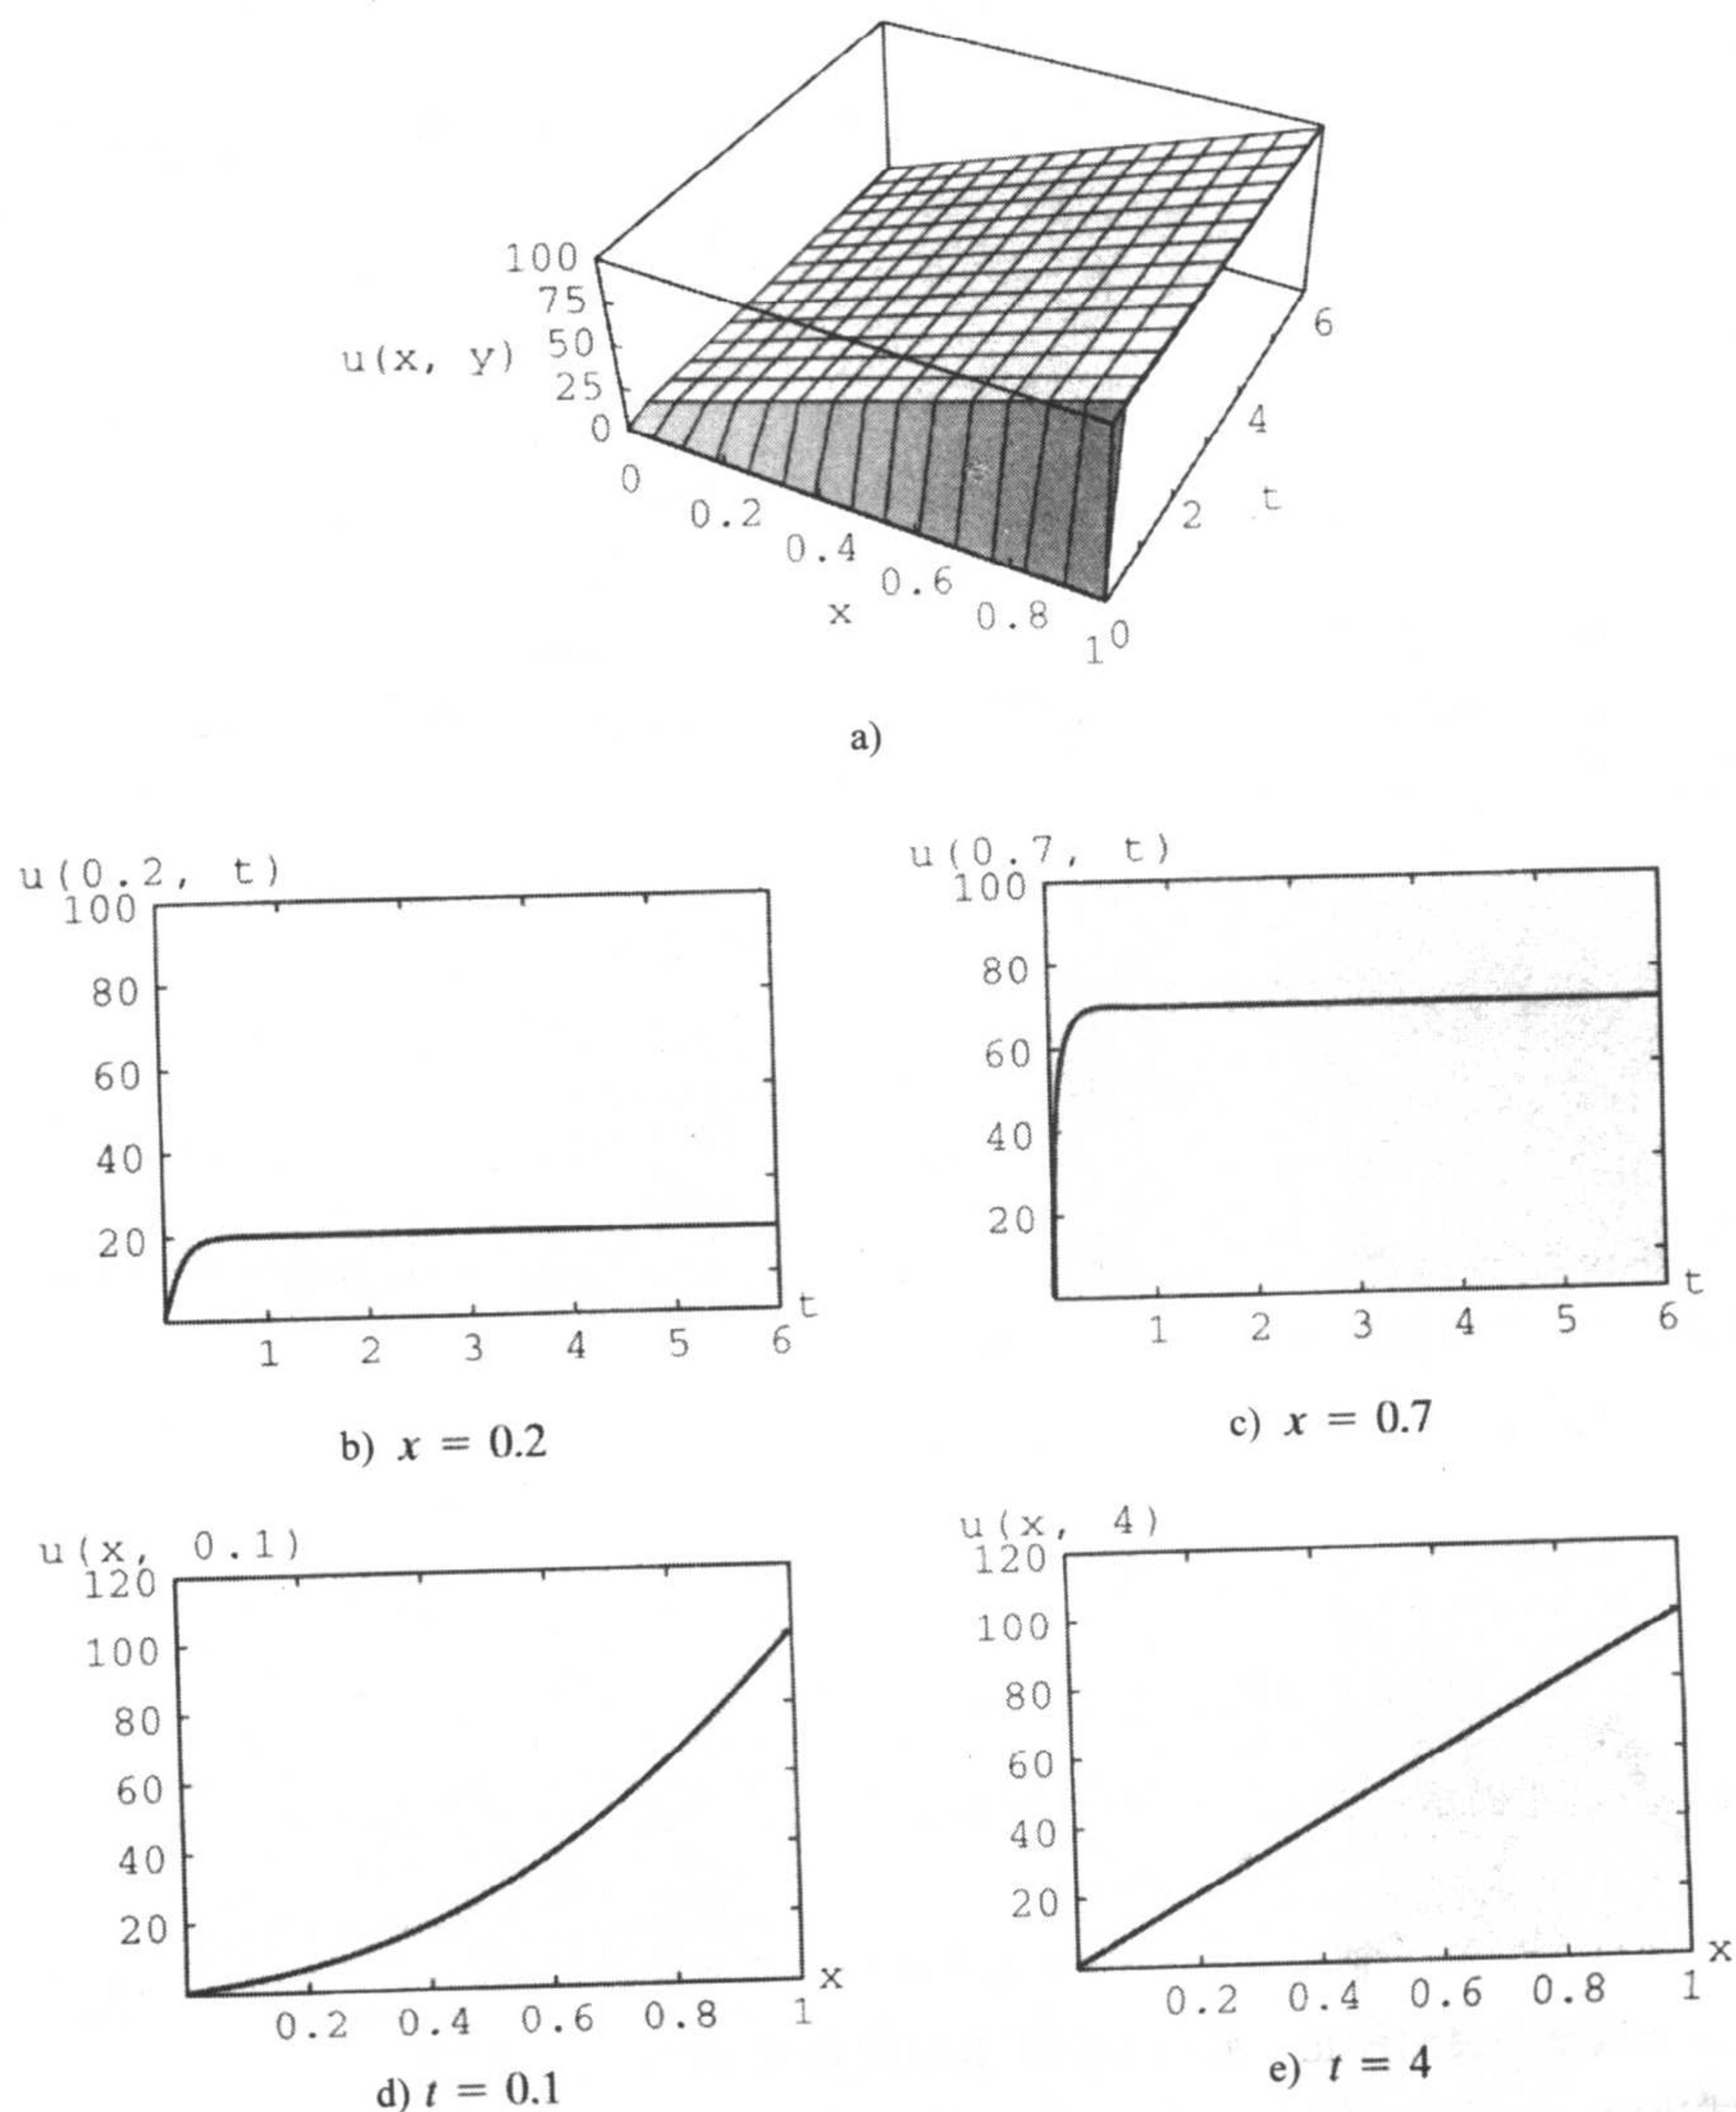 100
75
u(x, y) 50
25
0
0
0.2
0.4
0.6
0.8
1
x
0
2
4
6
t
a)
u(0.2, t)
100
80
60
40
20
1 2 3 4 5 6
t
b) x = 0.2
u(0.7, t)
100
80
60
40
20
1 2 3 4 5 6
t
c) x = 0.7
u(x, 0.1)
120
100
80
60
40
20
0.2 0.4 0.6 0.8 1
x
d) t = 0.1
u(x, 4)
120
100
80
60
40
20
0.2 0.4 0.6 0.8 1
x
e) t = 4